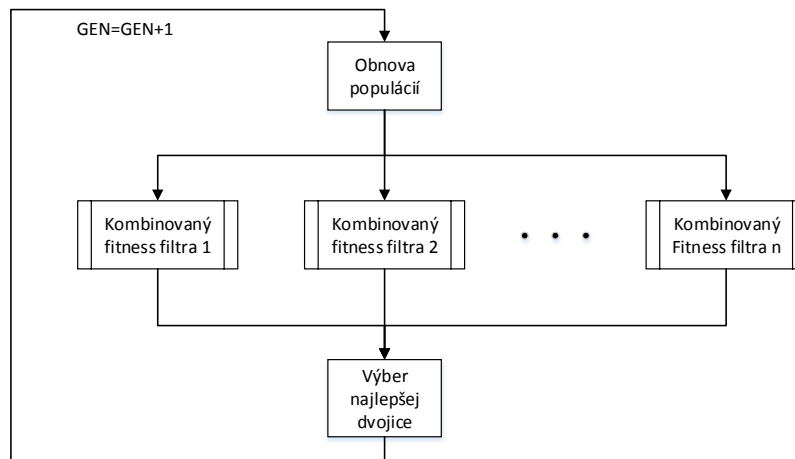 GEN=GEN+1
Obnova
populácií
Kombinovaný
fitness filtra 1
Kombinovaný
fitness filtra 2
Kombinovaný
Fitness filtra n
Výber
najlepšej
dvojice